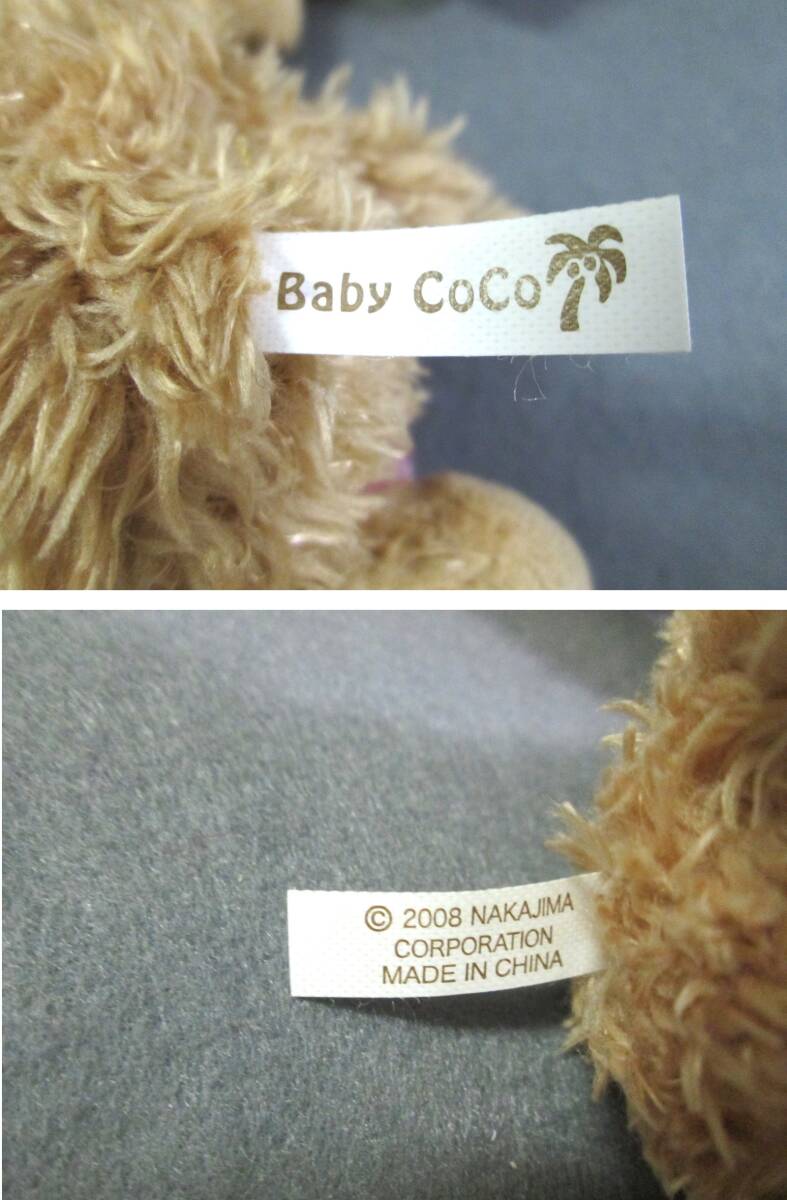 Baby CoCo
© 2008 NAKAJIMA
CORPORATION
MADE IN CHINA